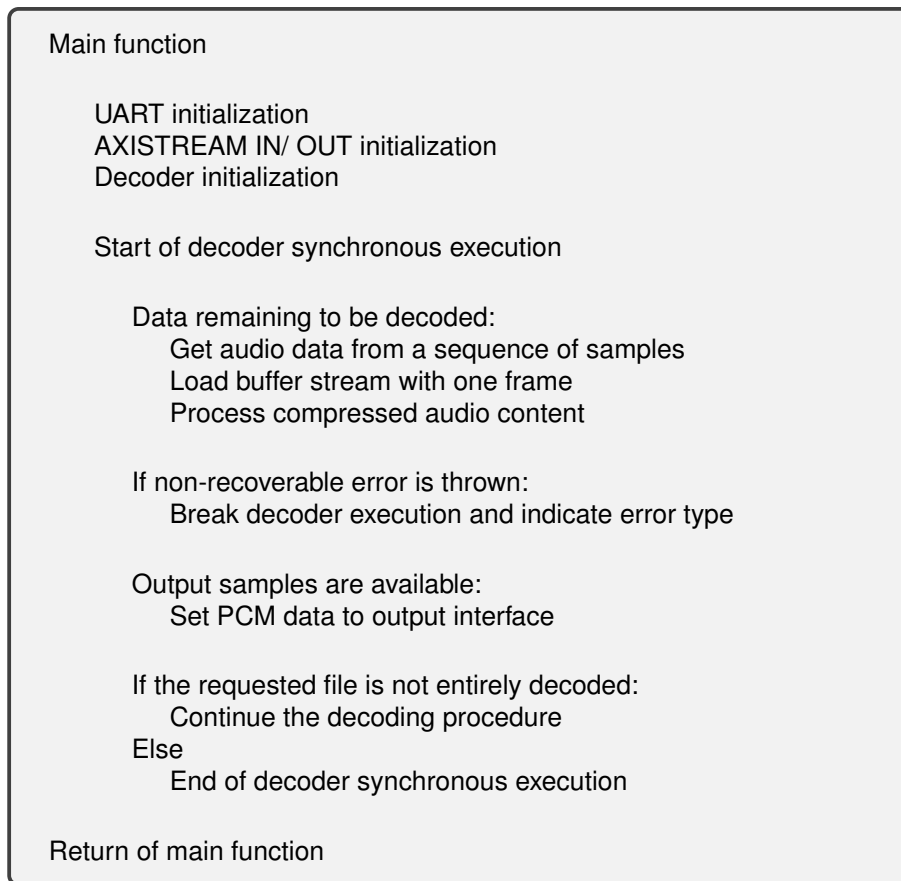 Main function
UART initialization
AXISTREAM IN/ OUT initialization
Decoder initialization
Start of decoder synchronous execution
Data remaining to be decoded:
Get audio data from a sequence of samples
Load buffer stream with one frame
Process compressed audio content
If non-recoverable error is thrown:
Break decoder execution and indicate error type
Output samples are available:
Set PCM data to output interface
If the requested file is not entirely decoded:
Continue the decoding procedure
Else
End of decoder synchronous execution
Return of main function